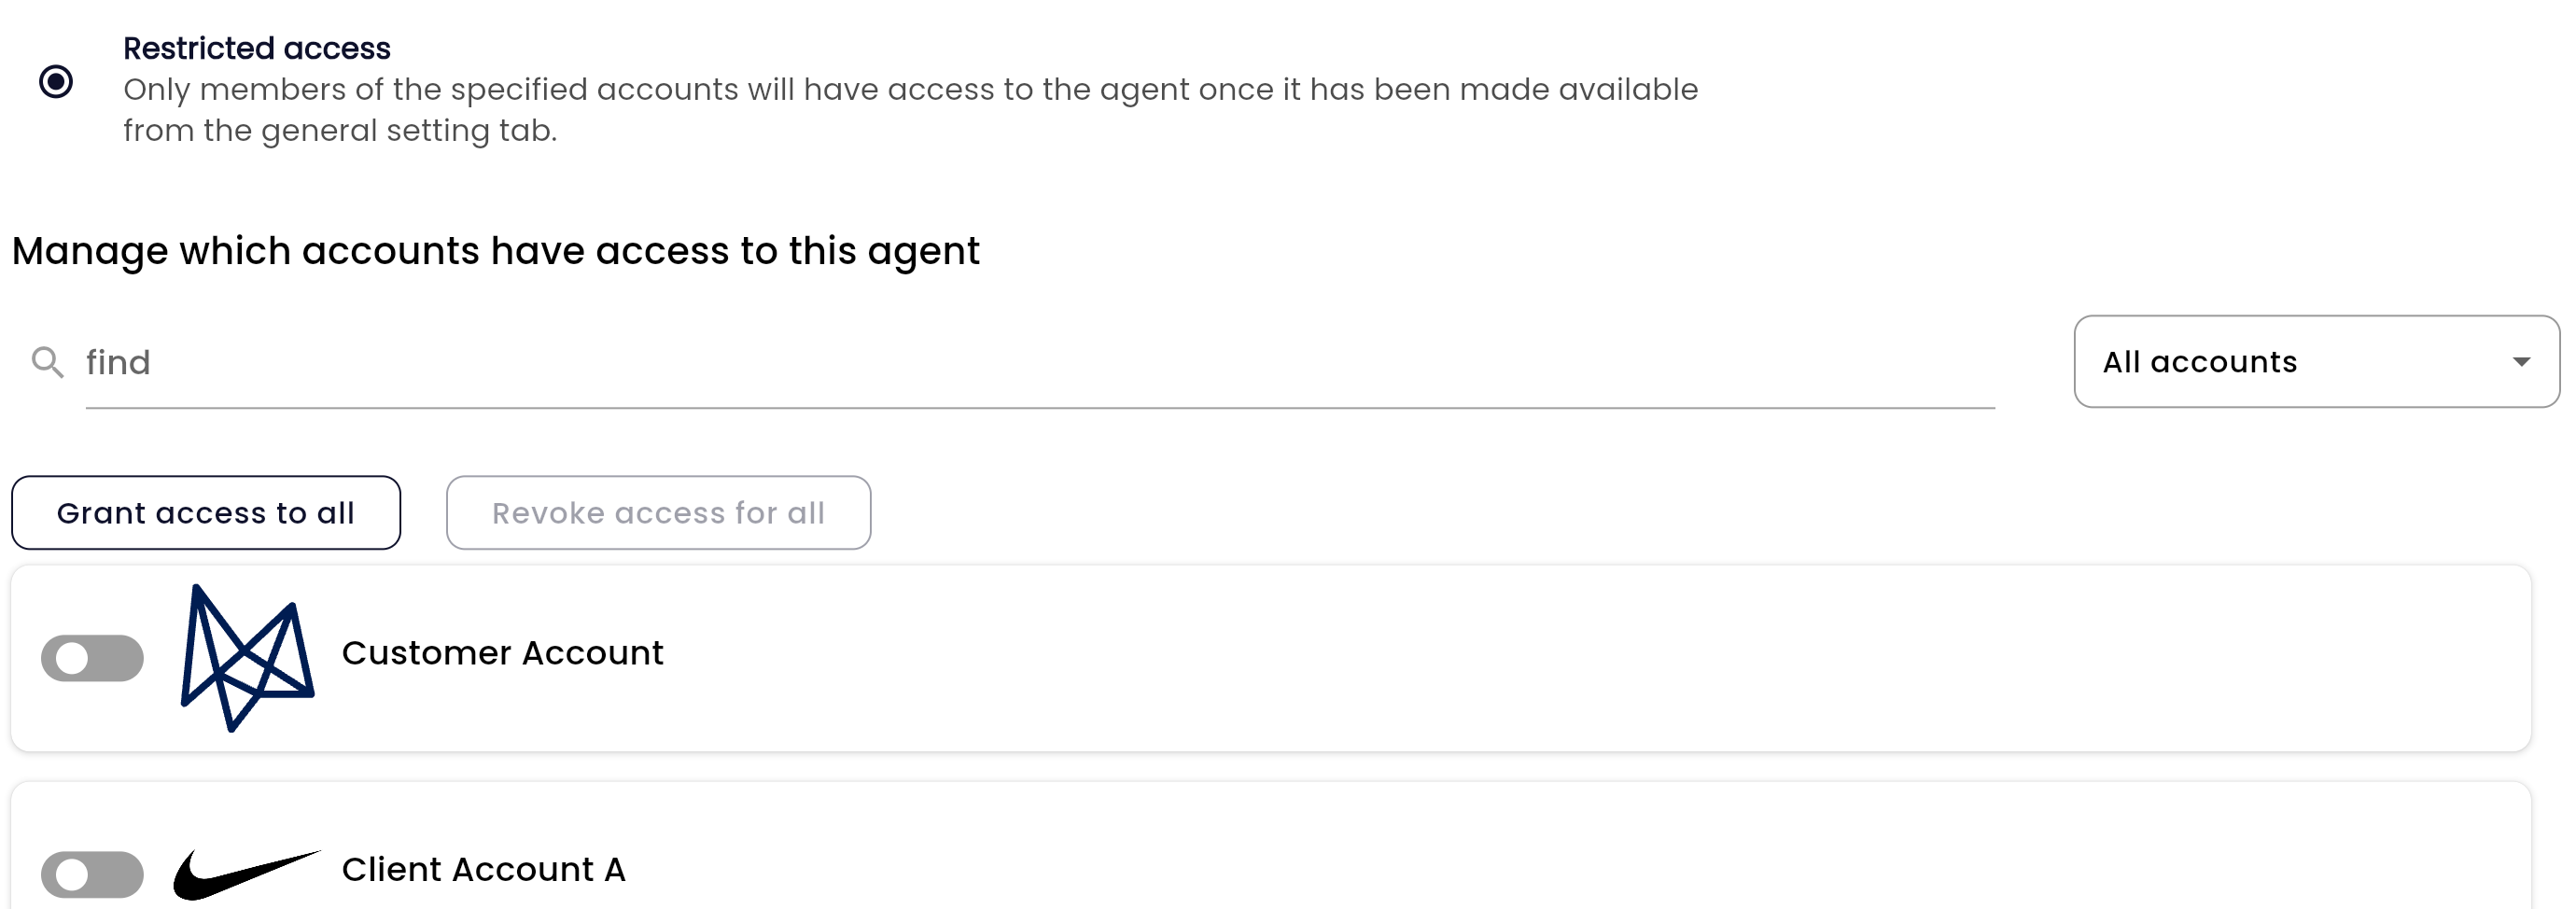 Restricted access
Only members of the specified accounts will have access to the agent once it has been made available
from the general setting tab.
Manage which accounts have access to this agent
find
All accounts
Grant access to all
Revoke access for all
Customer Account
Client Account A